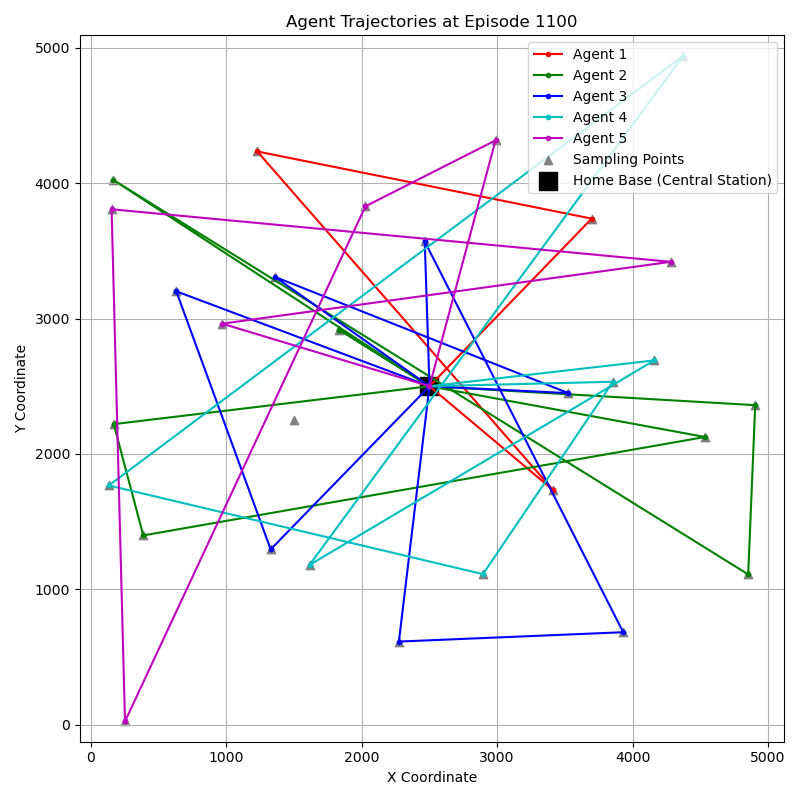 Agent Trajectories at Episode 1100
Agent 1
Agent 2
Agent 3
Agent 4
Agent 5
Sampling Points
Home Base (Central Station)
Y Coordinate
5000
4000
3000
2000
1000
0
0 1000 2000 3000 4000 5000
X Coordinate